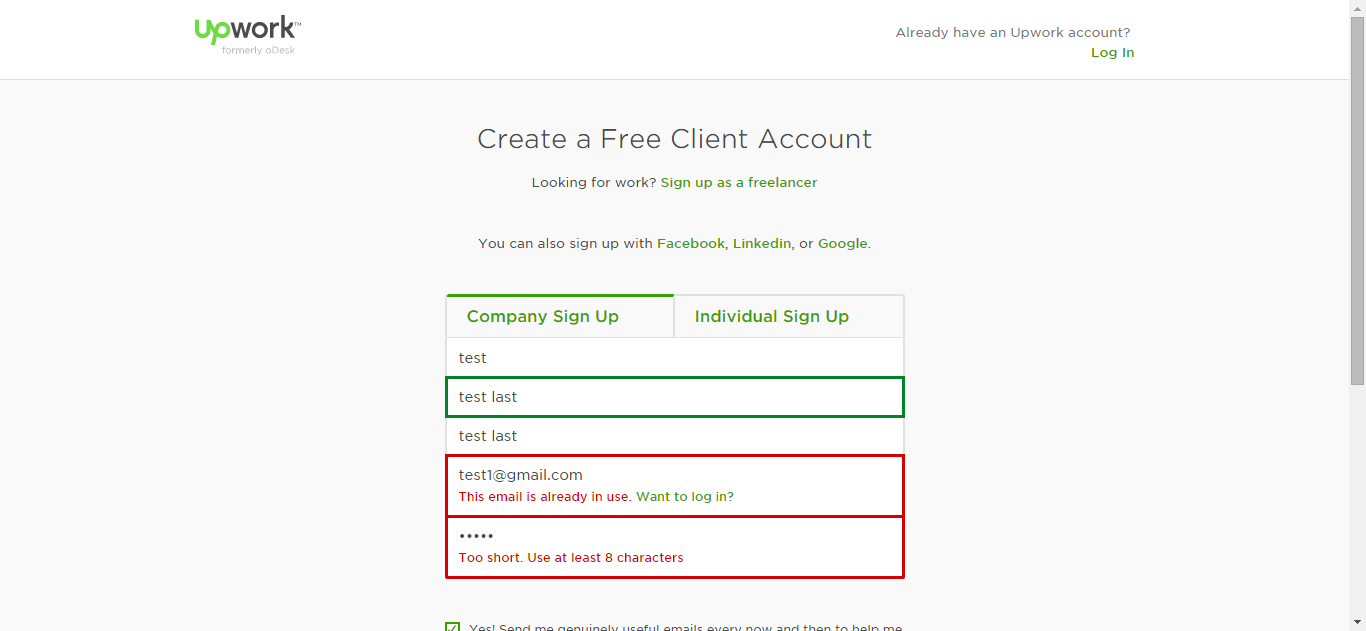 Upwork™
formerly oDesk
Already have an Upwork account?
Log In
Create a Free Client Account
Looking for work? Sign up as a freelancer
You can also sign up with Facebook, Linkedin, or Google.
Company Sign Up
Individual Sign Up
test
test last
test last
test1@gmail.com
This email is already in use. Want to log in?
•••••
Too short. Use at least 8 characters
Yes! Send me genuinely useful emails every now and then to help me